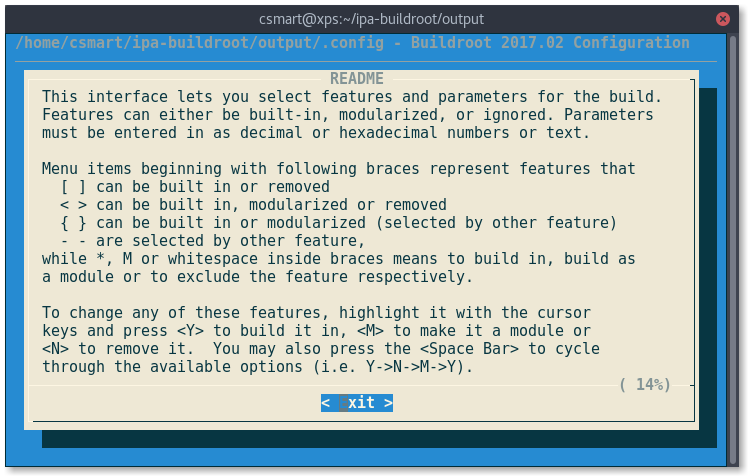 csmart@xps:~/ipa-buildroot/output
/home/csmart/ipa-buildroot/output/.config - Buildroot 2017.02 Configuration
README
This interface lets you select features and parameters for the build.
Features can either be built-in, modularized, or ignored. Parameters
must be entered in as decimal or hexadecimal numbers or text.
Menu items beginning with following braces represent features that
[ ] can be built in or removed
< > can be built in, modularized or removed
{ } can be built in or modularized (selected by other feature)
- - are selected by other feature,
while *, M or whitespace inside braces means to build in, build as
a module or to exclude the feature respectively.
To change any of these features, highlight it with the cursor
keys and press <Y> to build it in, <M> to make it a module or
<N> to remove it.  You may also press the <Space Bar> to cycle
through the available options (i.e. Y->N->M->Y).
( 14%)
< Exit >